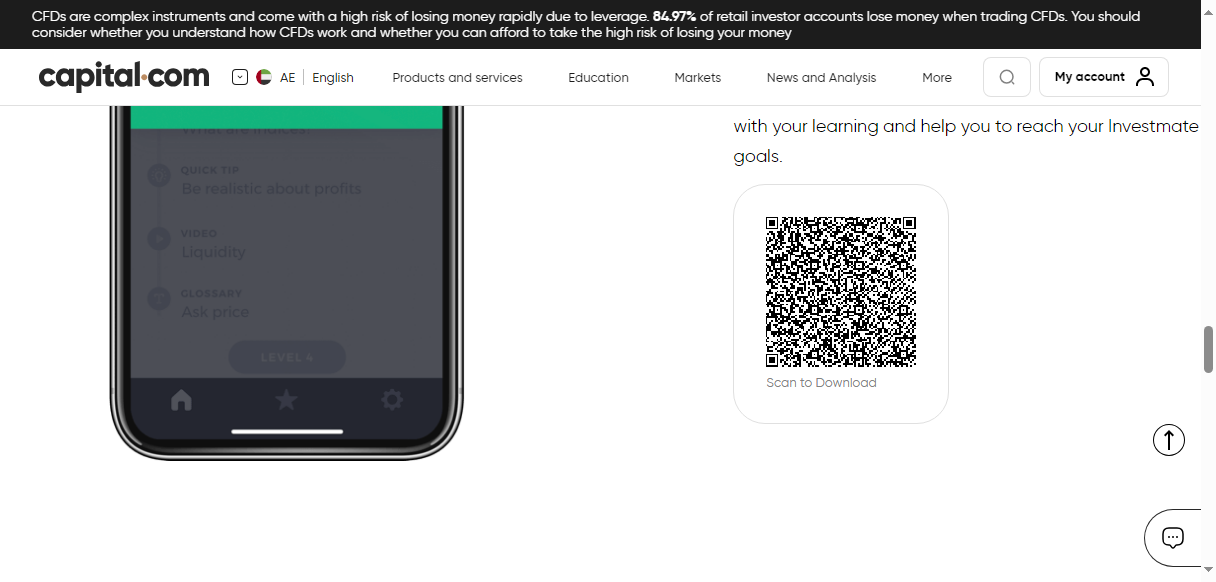 CFDs are complex instruments and come with a high risk of losing money rapidly due to leverage. 84.97% of retail investor accounts lose money when trading CFDs. You should
consider whether you understand how CFDs work and whether you can afford to take the high risk of losing your money
capital.com
AE
English
Products and services
Education
Markets
News and Analysis
More
My account
What are indices?
QUICK TIP
Be realistic about profits
VIDEO
Liquidity
GLOSSARY
Ask price
LEVEL 4
with your learning and help you to reach your Investmate
goals.
Scan to Download